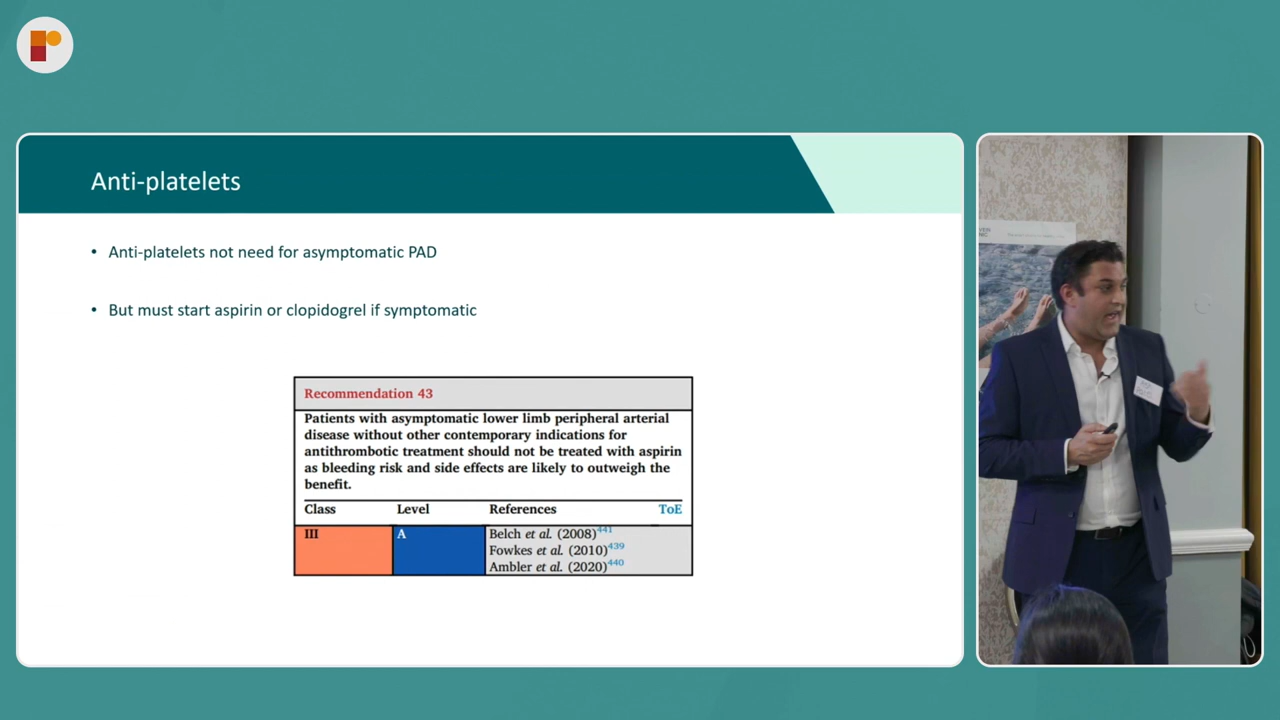 Anti-platelets
• Anti-platelets not need for asymptomatic PAD
• But must start aspirin or clopidogrel if symptomatic
Recommendation 43
Patients with asymptomatic lower limb peripheral arterial
disease without other contemporary indications for
antithrombotic treatment should not be treated with aspirin
as bleeding risk and side effects are likely to outweigh the
benefit.
Class Level References ToE
III A Belch et al. (2008)441
Fowkes et al. (2010)439
Ambler et al. (2020)440
VEIN